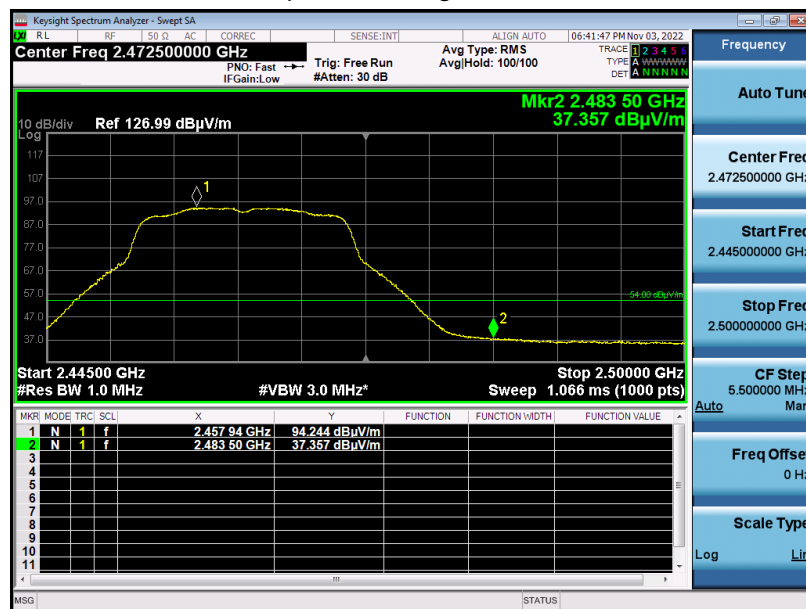 Keysight Spectrum Analyzer - Swept SA
LXI RL RF 50 Ω AC CORREC SENSE:INT ALIGN AUTO 06:41:47 PM Nov 03, 2022
Center Freq 2.472500000 GHz
PNO: Fast
IFGain:Low
Trig: Free Run
#Atten: 30 dB
Avg Type: RMS
Avg|Hold: 100/100
TRACE 1 2 3 4 5 6
TYPE A WWWWW
DET A N N N N N
Mkr2 2.483 50 GHz
37.357 dBµV/m
10 dB/div Ref 126.99 dBµV/m
Log
117
107
97.0
87.0
77.0
67.0
57.0
47.0
37.0
1
2
54.00 dBµV/m
Start 2.44500 GHz Stop 2.50000 GHz
#Res BW 1.0 MHz #VBW 3.0 MHz* Sweep 1.066 ms (1000 pts)
MKR MODE TRC SCL X Y FUNCTION FUNCTION WIDTH FUNCTION VALUE
1 N 1 f 2.457 94 GHz 94.244 dBµV/m
2 N 1 f 2.483 50 GHz 37.357 dBµV/m
3
4
5
6
7
8
9
10
11
MSG STATUS
Frequency
Auto Tune
Center Freq
2.472500000 GHz
Start Freq
2.445000000 GHz
Stop Freq
2.500000000 GHz
CF Step
5.500000 MHz
Auto Man
Freq Offset
0 Hz
Scale Type
Log Lin